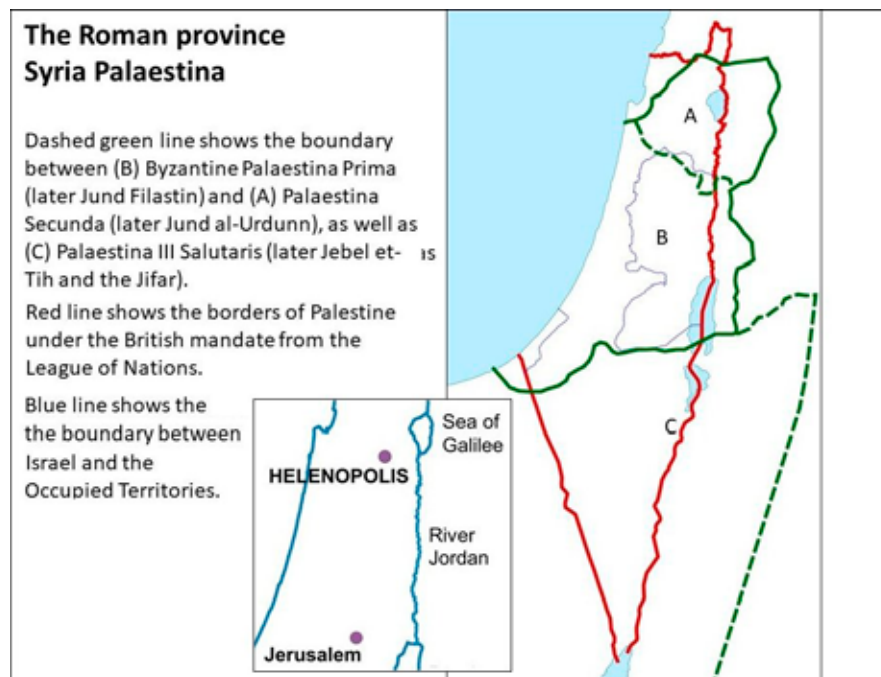 The Roman province
Syria Palaestina
Dashed green line shows the boundary
between (B) Byzantine Palaestina Prima
(later Jund Filastin) and (A) Palaestina
Secunda (later Jund al-Urdunn), as well as
(C) Palaestina III Salutaris (later Jebel et- as
Tih and the Jifar).
Red line shows the borders of Palestine
under the British mandate from the
League of Nations.
Blue line shows the
the boundary between
Israel and the
Occupied Territories.
Sea of
Galilee
HELENOPOLIS
River
Jordan
Jerusalem
A
B
C